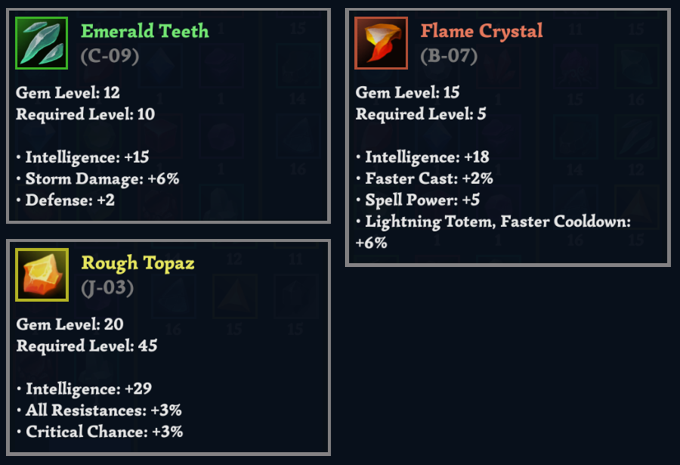 Emerald Teeth
(C-09)
Gem Level: 12
Required Level: 10
· Intelligence: +15
· Storm Damage: +6%
· Defense: +2
Flame Crystal
(B-07)
Gem Level: 15
Required Level: 5
· Intelligence: +18
· Faster Cast: +2%
· Spell Power: +5
· Lightning Totem, Faster Cooldown:
+6%
Rough Topaz
(J-03)
Gem Level: 20
Required Level: 45
· Intelligence: +29
· All Resistances: +3%
· Critical Chance: +3%